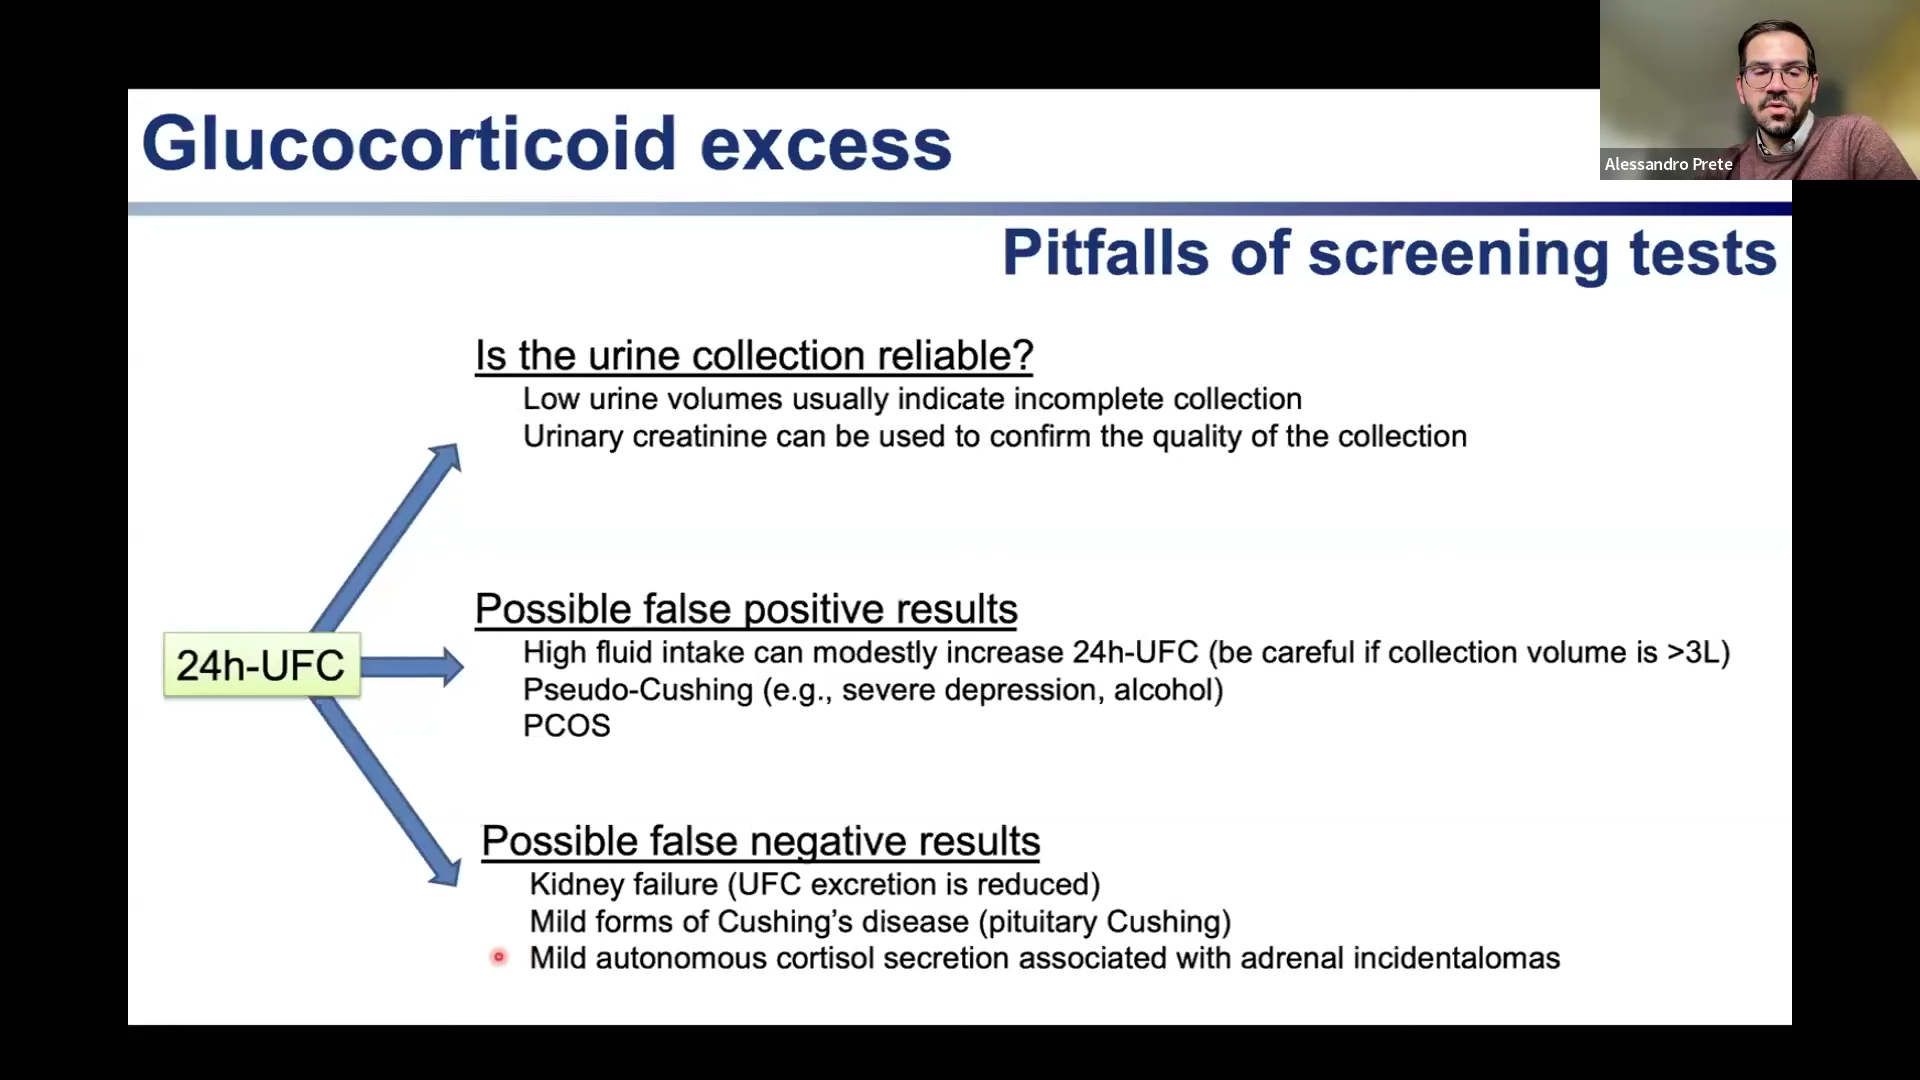 Glucocorticoid excess
Alessandro Prete
Pitfalls of screening tests
Is the urine collection reliable?
Low urine volumes usually indicate incomplete collection
Urinary creatinine can be used to confirm the quality of the collection
24h-UFC
Possible false positive results
High fluid intake can modestly increase 24h-UFC (be careful if collection volume is >3L)
Pseudo-Cushing (e.g., severe depression, alcohol)
PCOS
Possible false negative results
Kidney failure (UFC excretion is reduced)
Mild forms of Cushing’s disease (pituitary Cushing)
Mild autonomous cortisol secretion associated with adrenal incidentalomas